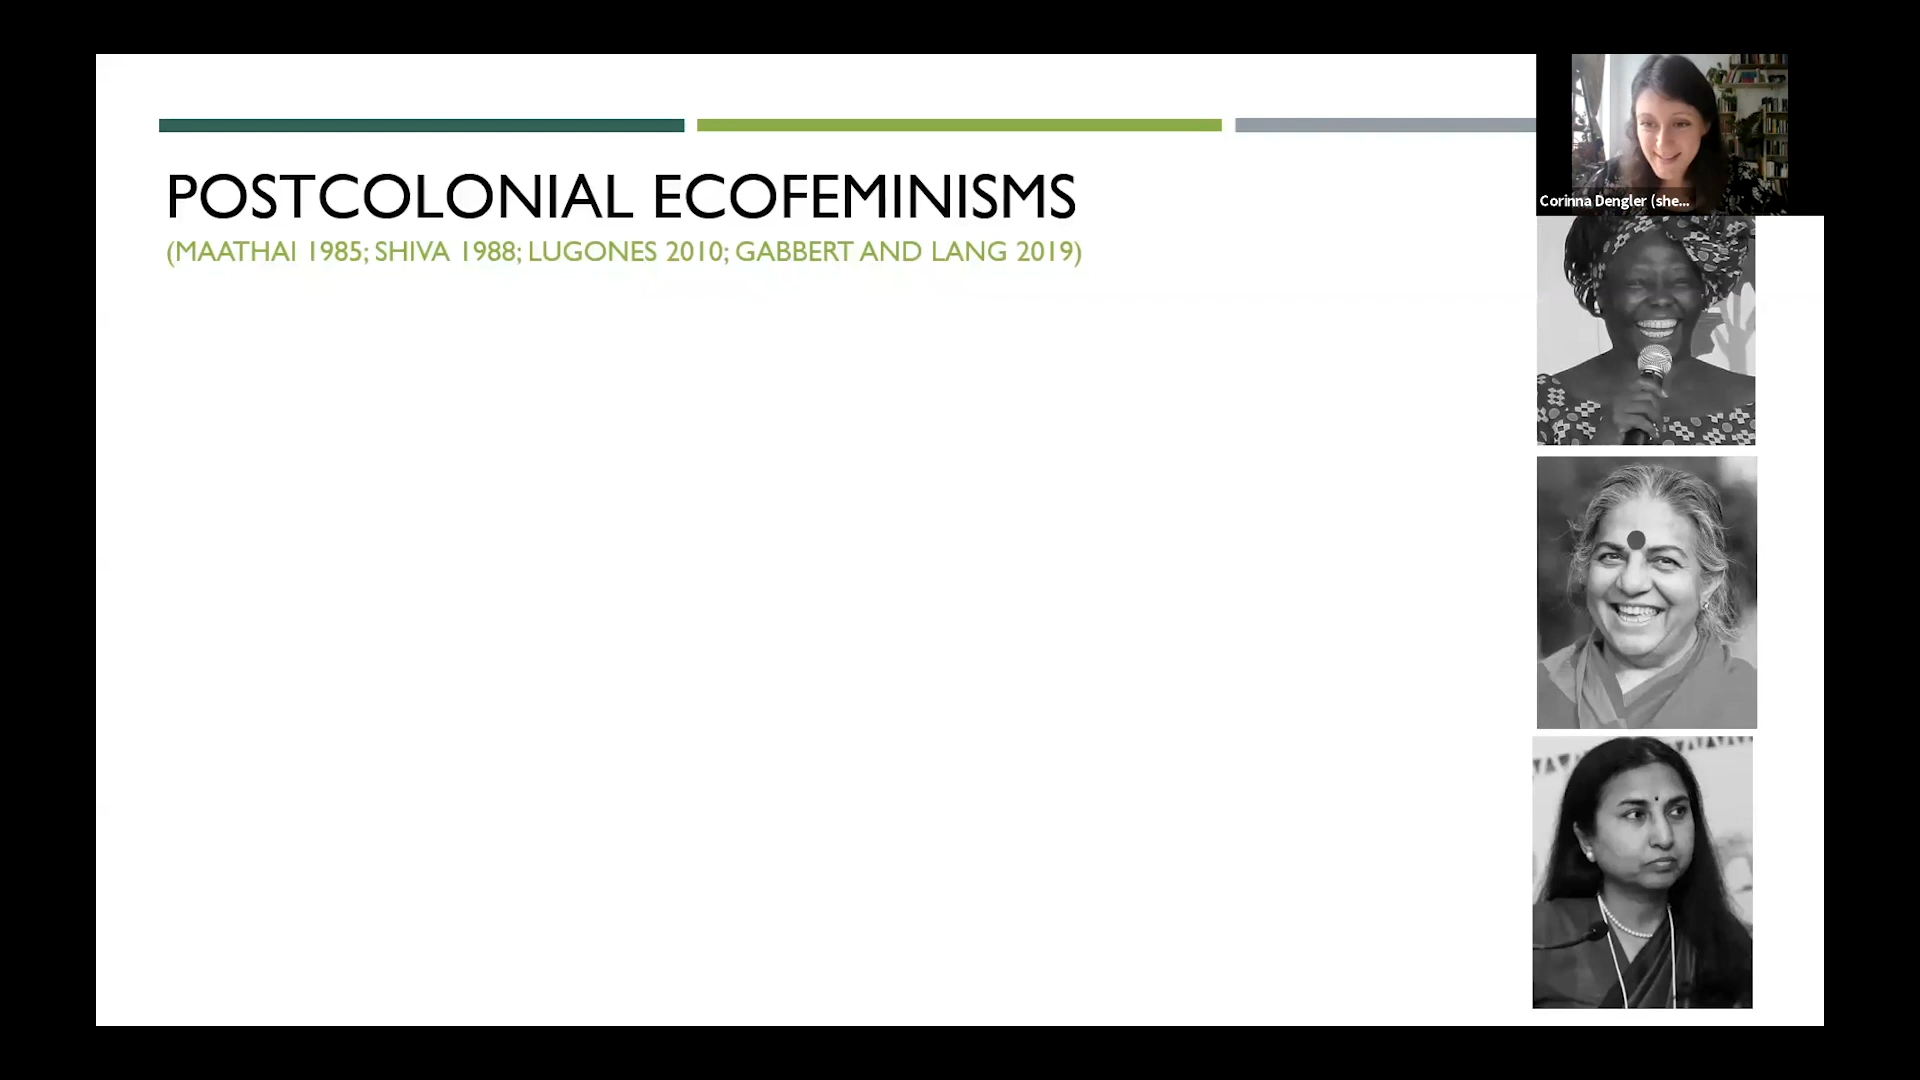 POSTCOLONIAL ECOFEMINISMS
(MAATHAI 1985; SHIVA 1988; LUGONES 2010; GABBERT AND LANG 2019)
Corinna Dengler (she...